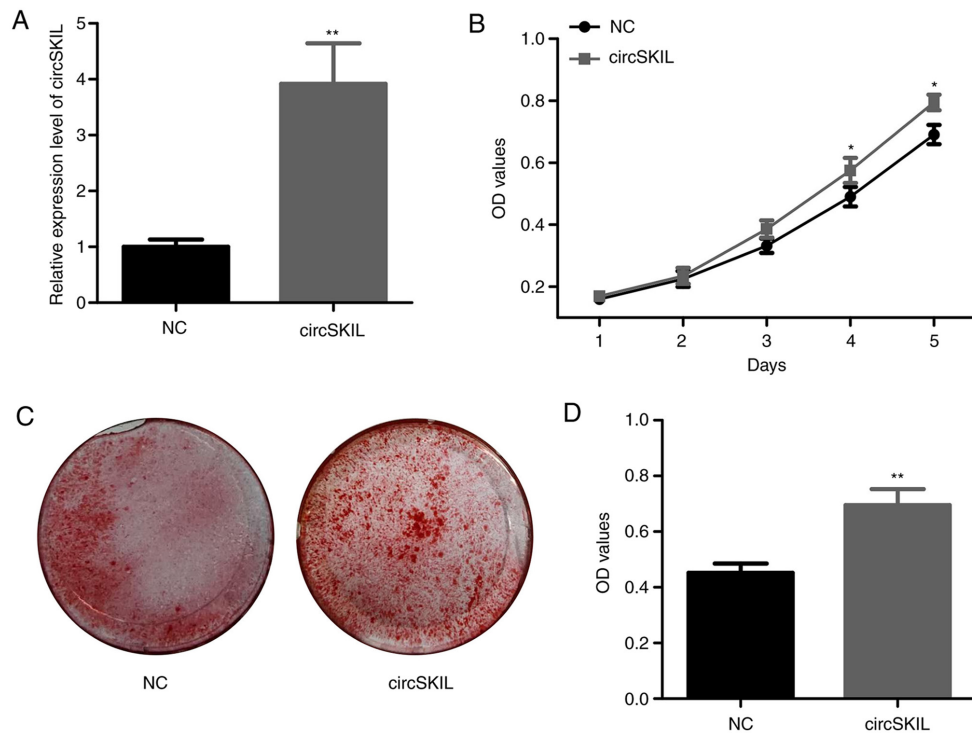 A
Relative expression level of circSKIL
5
4
3
2
1
0
**
NC
circSKIL
B
NC
circSKIL
OD values
1.0
0.8
0.6
0.4
0.2
*
*
1
2
3
4
5
Days
C
NC
circSKIL
D
OD values
1.0
0.8
0.6
0.4
0.2
0.0
**
NC
circSKIL